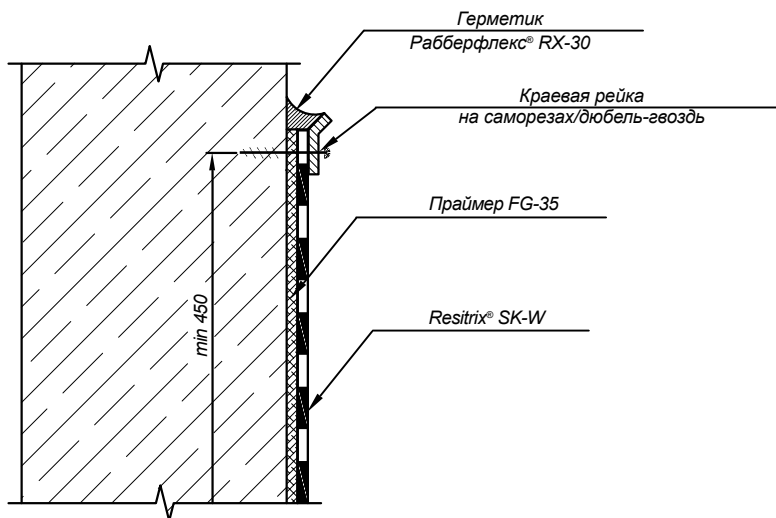 Герметик
Рабберфлекс® RX-30
Краевая рейка
на саморезах/дюбель-гвоздь
Праймер FG-35
min 450
Resitrix® SK-W